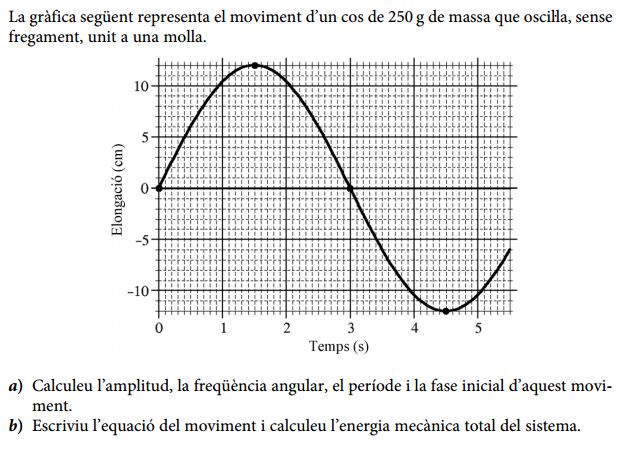 La gràfica següent representa el moviment d’un cos de 250 g de massa que oscil·la, sense
fregament, unit a una molla.
10
5
0
–5
–10
Elongació (cm)
0 1 2 3 4 5
Temps (s)
a) Calculeu l’amplitud, la freqüència angular, el període i la fase inicial d’aquest movi-
ment.
b) Escriviu l’equació del moviment i calculeu l’energia mecànica total del sistema.